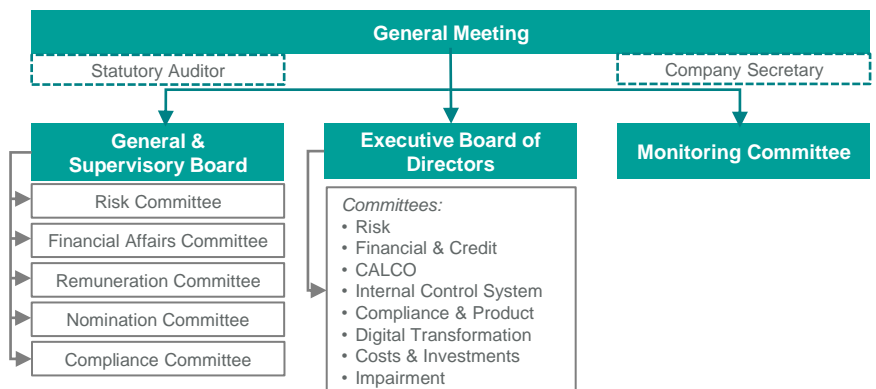 General Meeting
Statutory Auditor
Company Secretary
General &
Supervisory Board
Risk Committee
Financial Affairs Committee
Remuneration Committee
Nomination Committee
Compliance Committee
Executive Board of
Directors
Committees:
• Risk
• Financial & Credit
• CALCO
• Internal Control System
• Compliance & Product
• Digital Transformation
• Costs & Investments
• Impairment
Monitoring Committee